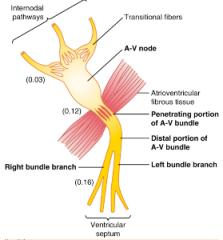 Internodal
pathways
Transitional fibers
A-V node
(0.03)
Atrioventricular
fibrous tissue
(0.12)
Penetrating portion
of A-V bundle
Distal portion
of A-V bundle
Right bundle branch
Left bundle branch
(0.16)
Ventricular
septum